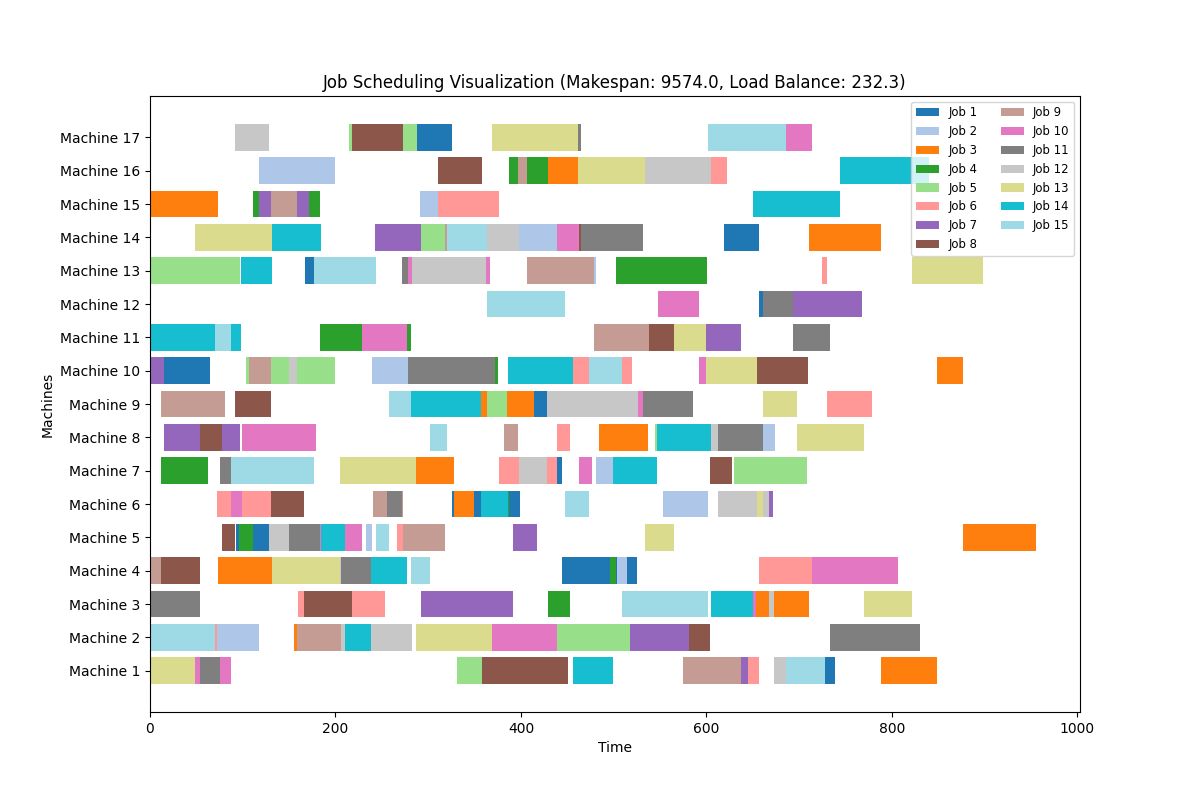 Job Scheduling Visualization (Makespan: 9574.0, Load Balance: 232.3)
Job 1
Job 2
Job 3
Job 4
Job 5
Job 6
Job 7
Job 8
Job 9
Job 10
Job 11
Job 12
Job 13
Job 14
Job 15
Machine 17
Machine 16
Machine 15
Machine 14
Machine 13
Machine 12
Machine 11
Machine 10
Machine 9
Machine 8
Machine 7
Machine 6
Machine 5
Machine 4
Machine 3
Machine 2
Machine 1
Machines
0 200 400 600 800 1000
Time